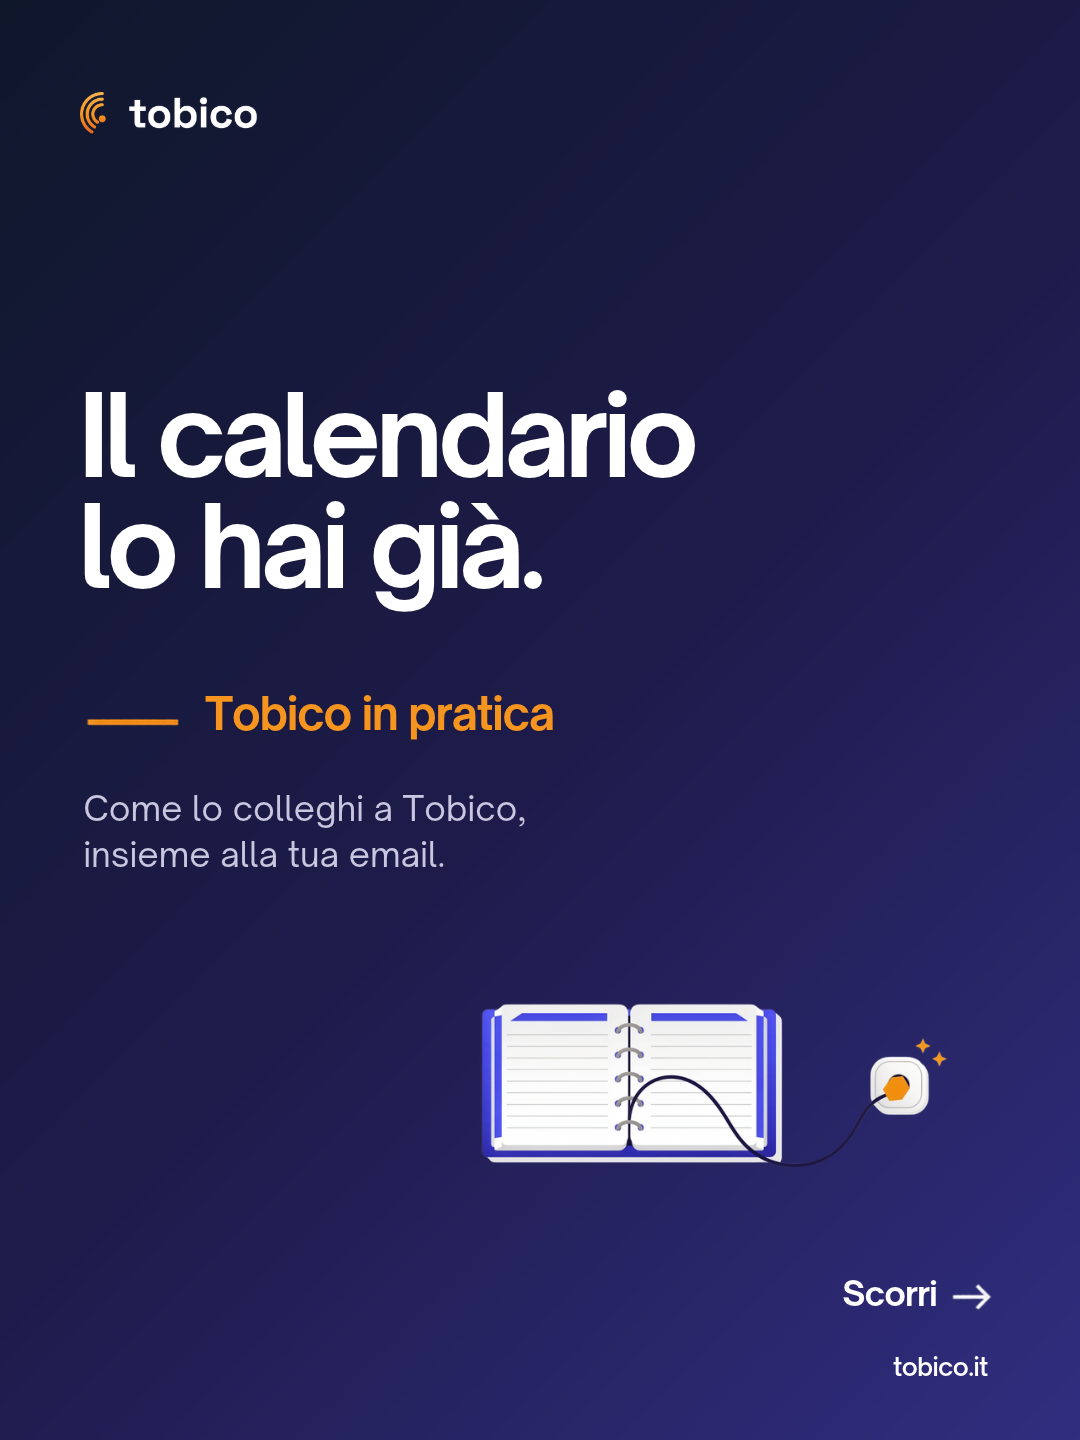 tobico
Il calendario
lo hai già.
Tobico in pratica
Come lo colleghi a Tobico,
insieme alla tua email.
Scorri →
tobico.it